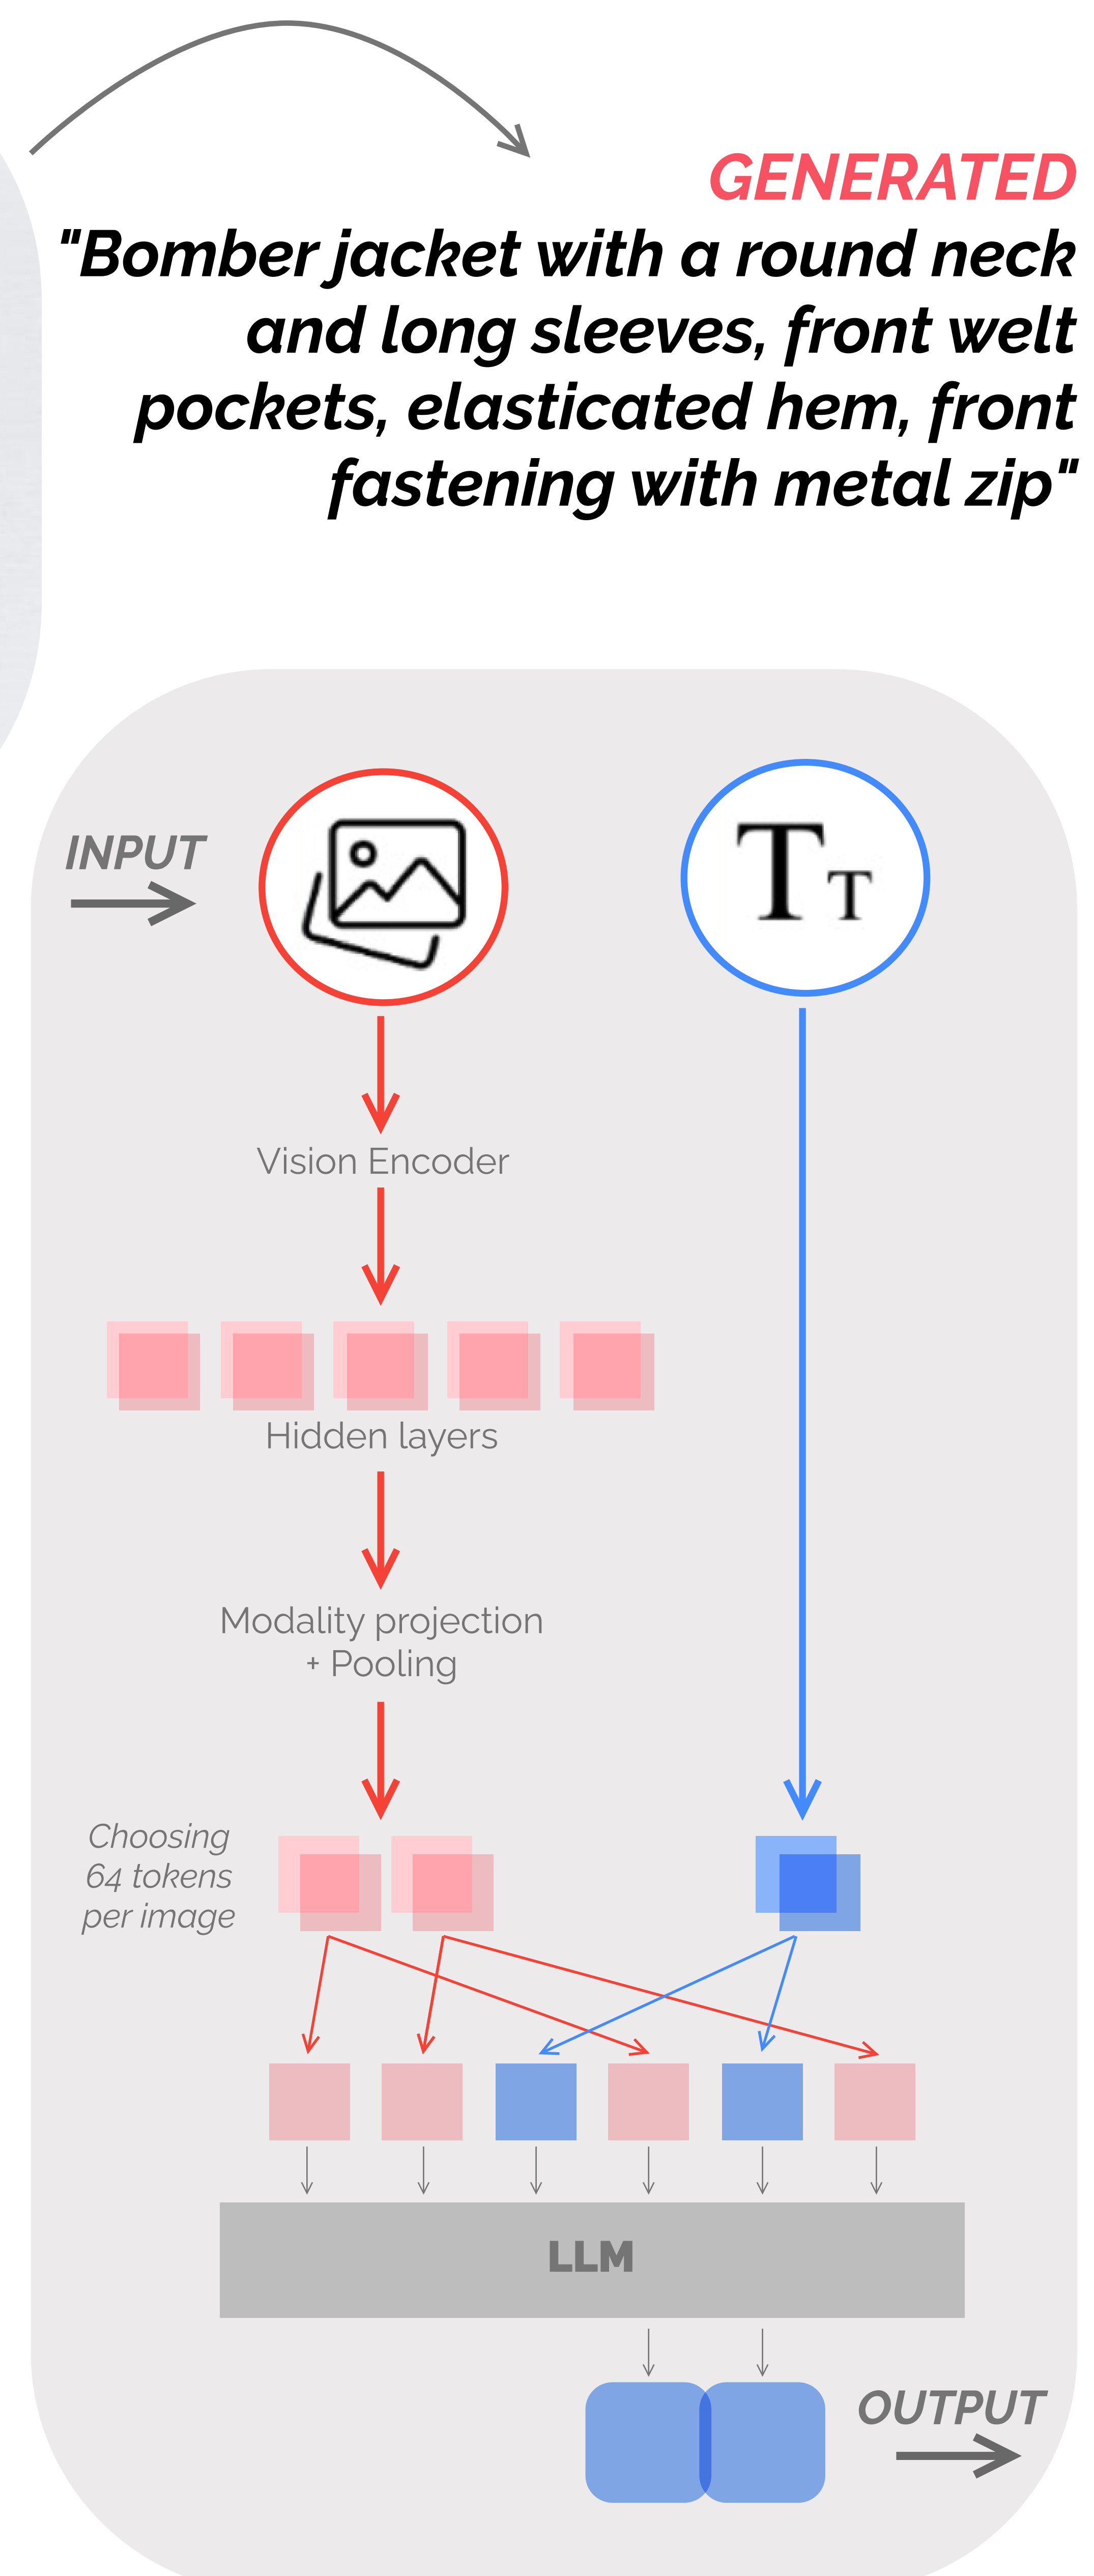 GENERATED
"Bomber jacket with a round neck
and long sleeves, front welt
pockets, elasticated hem, front
fastening with metal zip"
INPUT
TT
Vision Encoder
Hidden layers
Modality projection
+ Pooling
Choosing
64 tokens
per image
LLM
OUTPUT